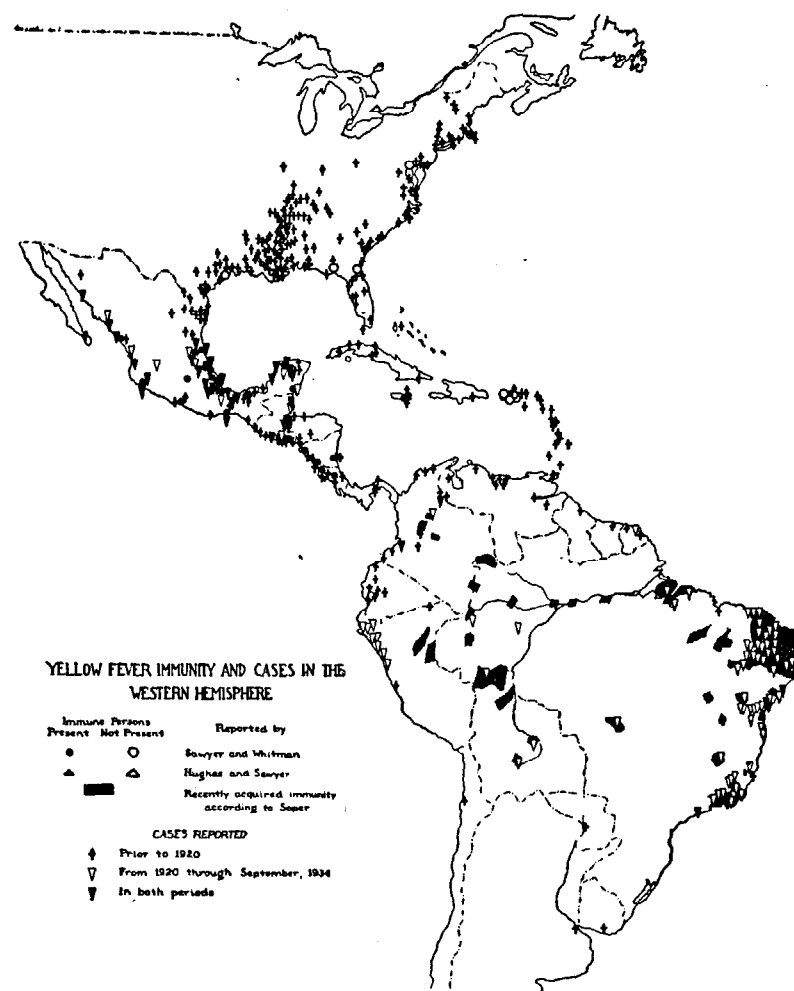 YELLOW FEVER IMMUNITY AND CASES IN THE
WESTERN HEMISPHERE
Immune Persons
Present Not Present
Reported by
Sawyer and Whitman
Hughes and Sawyer
Recently acquired immunity
according to Soper
CASES REPORTED
Prior to 1920
From 1920 through September, 1934
In both periods